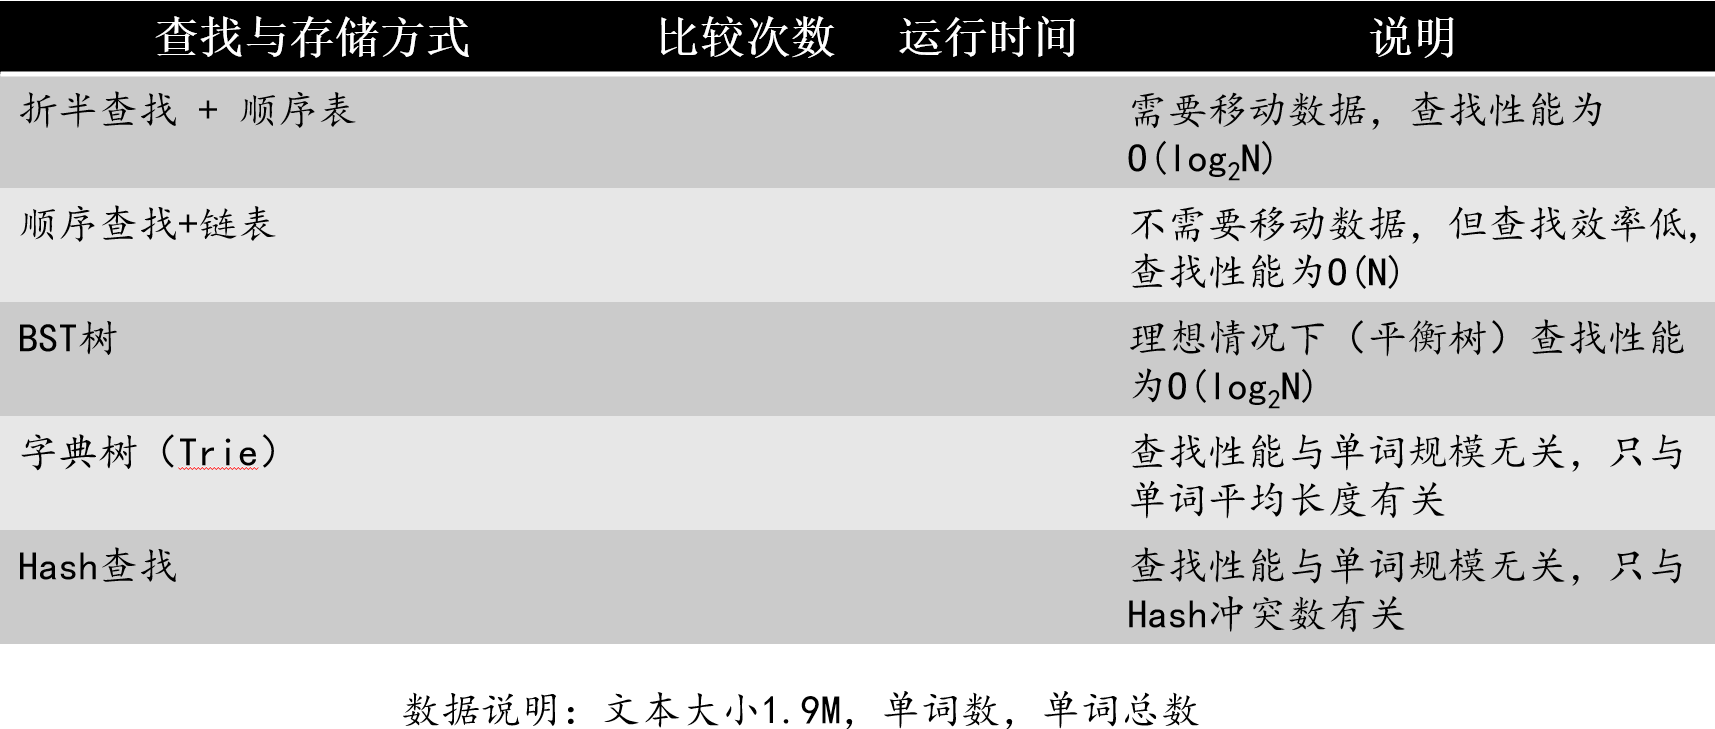 查找与存储方式 比较次数 运行时间 说明
折半查找 + 顺序表 需要移动数据，查找性能为
O(log₂N)
顺序查找+链表 不需要移动数据，但查找效率低，
查找性能为O(N)
BST树 理想情况下（平衡树）查找性能
为O(log₂N)
字典树（Trie） 查找性能与单词规模无关，只与
单词平均长度有关
Hash查找 查找性能与单词规模无关，只与
Hash冲突数有关
数据说明：文本大小1.9M，单词数，单词总数